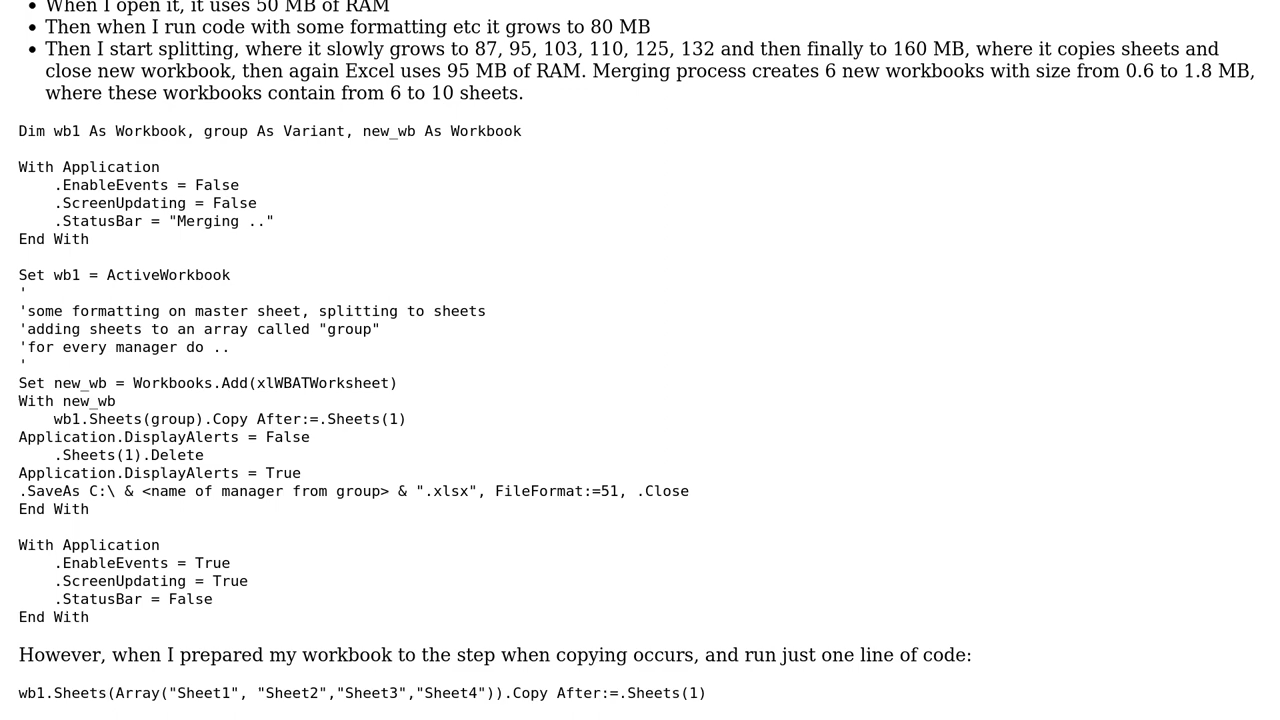 When I open it, it uses 50 MB of RAM
Then when I run code with some formatting etc it grows to 80 MB
Then I start splitting, where it slowly grows to 87, 95, 103, 110, 125, 132 and then finally to 160 MB, where it copies sheets and
close new workbook, then again Excel uses 95 MB of RAM. Merging process creates 6 new workbooks with size from 0.6 to 1.8 MB,
where these workbooks contain from 6 to 10 sheets.
Dim wb1 As Workbook, group As Variant, new_wb As Workbook
With Application
    .EnableEvents = False
    .ScreenUpdating = False
    .StatusBar = "Merging .."
End With
Set wb1 = ActiveWorkbook
'
'some formatting on master sheet, splitting to sheets
'adding sheets to an array called "group"
'for every manager do ..
'
Set new_wb = Workbooks.Add(xlWBATWorksheet)
With new_wb
    wb1.Sheets(group).Copy After:=.Sheets(1)
Application.DisplayAlerts = False
    .Sheets(1).Delete
Application.DisplayAlerts = True
.SaveAs C:\ & <name of manager from group> & ".xlsx", FileFormat:=51, .Close
End With
With Application
    .EnableEvents = True
    .ScreenUpdating = True
    .StatusBar = False
End With
However, when I prepared my workbook to the step when copying occurs, and run just one line of code:
wb1.Sheets(Array("Sheet1", "Sheet2","Sheet3","Sheet4")).Copy After:=.Sheets(1)